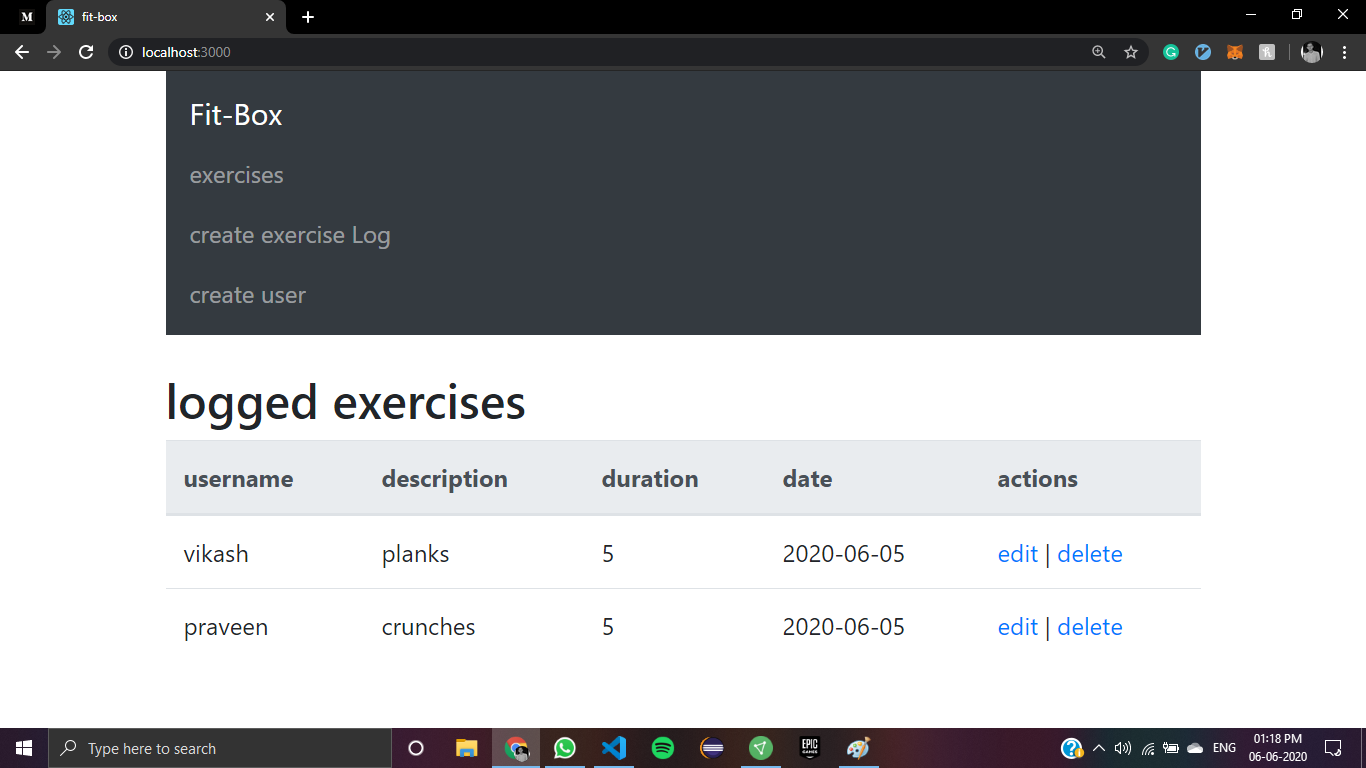 M fit-box
localhost:3000
Fit-Box
exercises
create exercise Log
create user
logged exercises
username description duration date actions
vikash planks 5 2020-06-05 edit | delete
praveen crunches 5 2020-06-05 edit | delete
Type here to search
EPIC
GAMES
ENG
01:18 PM
06-06-2020